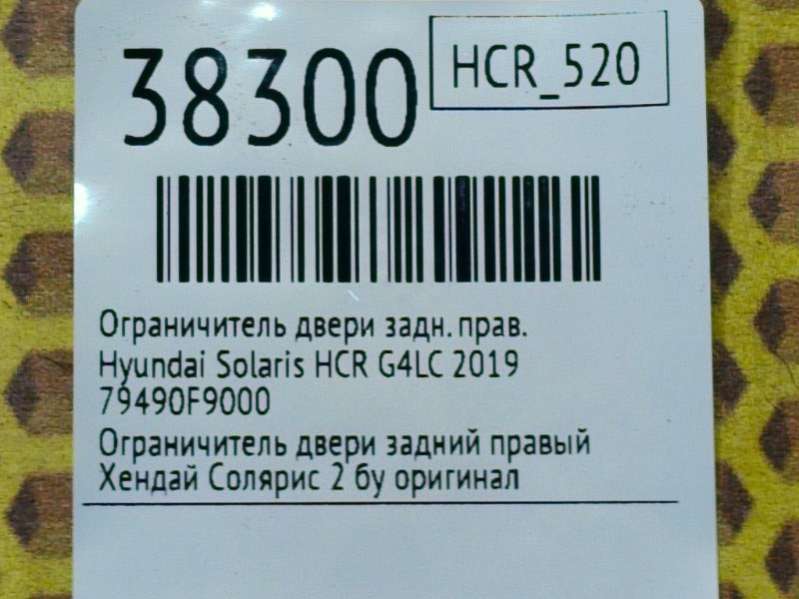 38300
HCR_520
Ограничитель двери задн. прав.
Hyundai Solaris HCR G4LC 2019
79490F9000
Ограничитель двери задний правый
Хендай Солярис 2 бу оригинал